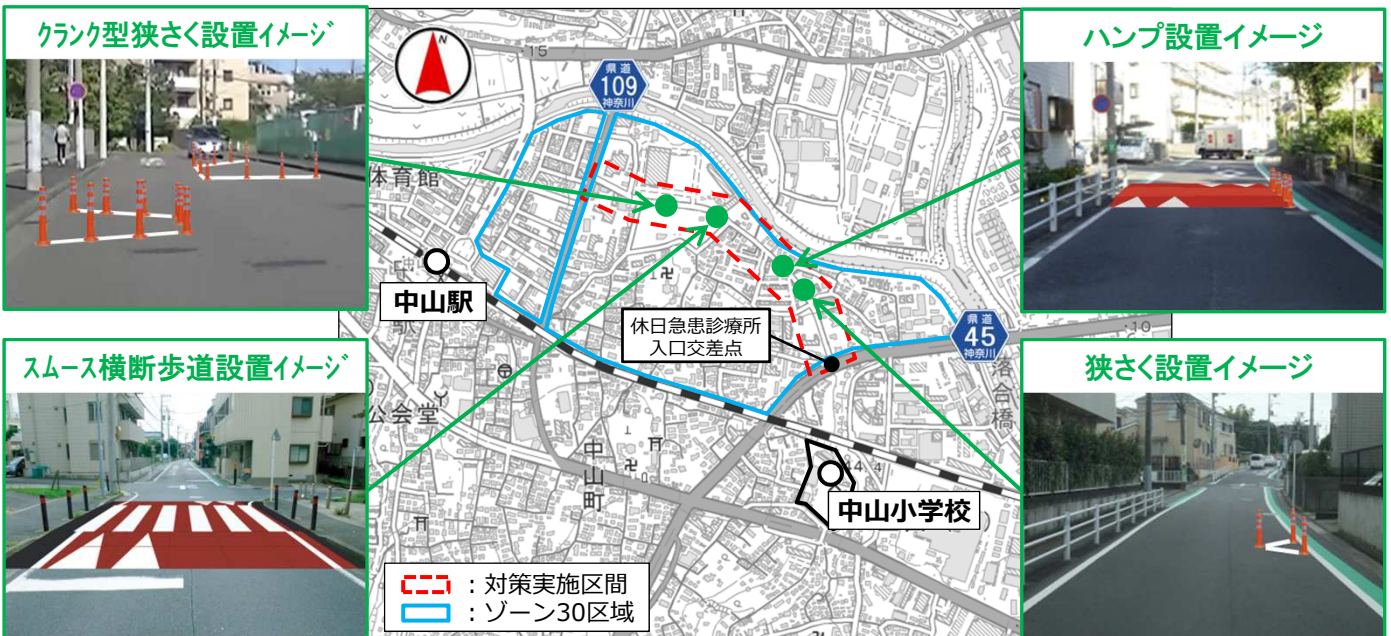 クランク型狭さく設置イメージ
ハンプ設置イメージ
N
県道
109
神奈川
・15
体育館
中山駅
休日急患診療所
入口交差点
県道
45
神奈川
・10
落合橋
スムース横断歩道設置イメージ
狭さく設置イメージ
公会堂
中山町
卍
卍
中山小学校
：対策実施区間
：ゾーン30区域